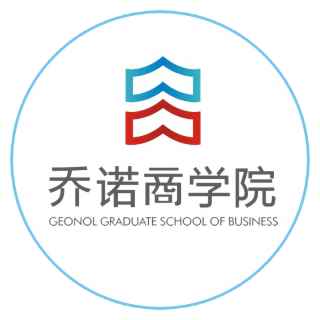 乔诺商学院
GEONOL GRADUATE SCHOOL OF BUSINESS